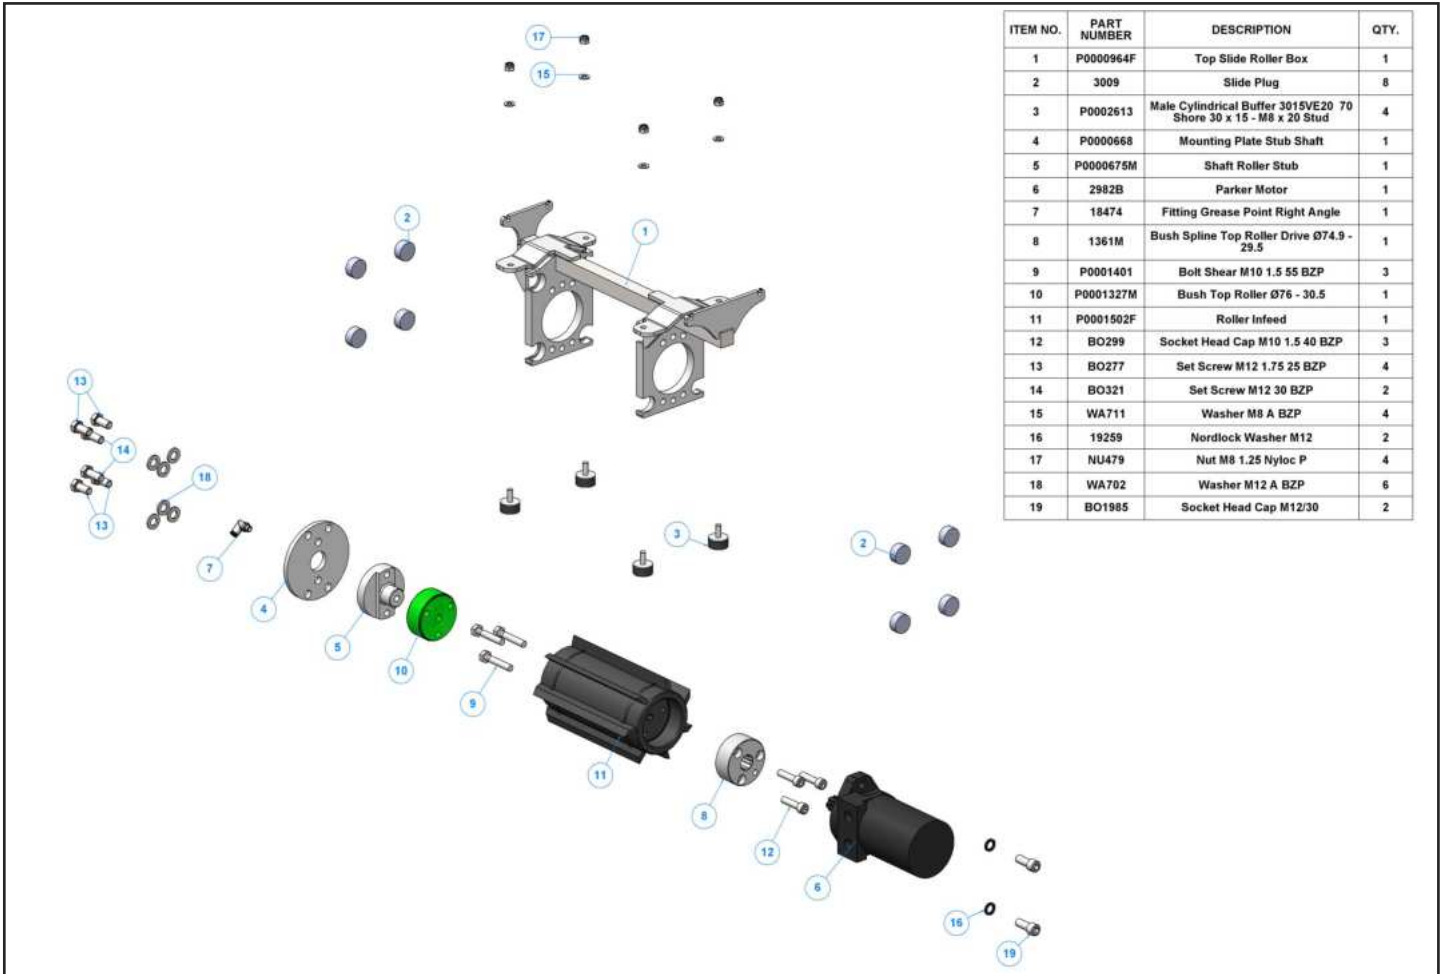 ITEM NO. PART NUMBER DESCRIPTION QTY.
1 P0000964F Top Slide Roller Box 1
2 3009 Slide Plug 8
3 P0002613 Male Cylindrical Buffer 3015VE20 70 Shore 30 x 15 - M8 x 20 Stud 4
4 P0000668 Mounting Plate Stub Shaft 1
5 P0000675M Shaft Roller Stub 1
6 2982B Parker Motor 1
7 18474 Fitting Grease Point Right Angle 1
8 1361M Bush Spline Top Roller Drive Ø74.9 - 29.5 1
9 P0001401 Bolt Shear M10 1.5 55 BZP 3
10 P0001327M Bush Top Roller Ø76 - 30.5 1
11 P0001502F Roller Infeed 1
12 BO299 Socket Head Cap M10 1.5 40 BZP 3
13 BO277 Set Screw M12 1.75 25 BZP 4
14 BO321 Set Screw M12 30 BZP 2
15 WA711 Washer M8 A BZP 4
16 19259 Nordlock Washer M12 2
17 NU479 Nut M8 1.25 Nyloc P 4
18 WA702 Washer M12 A BZP 6
19 BO1985 Socket Head Cap M12/30 2
17
15
2
1
13
14
18
13
7
4
5
10
9
3
2
11
8
12
6
16
19